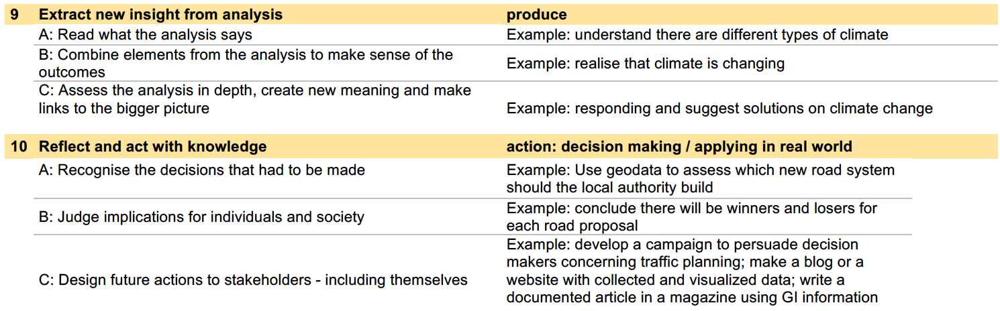 9 Extract new insight from analysis produce
A: Read what the analysis says Example: understand there are different types of climate
B: Combine elements from the analysis to make sense of the
outcomes
Example: realise that climate is changing
C: Assess the analysis in depth, create new meaning and make
links to the bigger picture
Example: responding and suggest solutions on climate change
10 Reflect and act with knowledge action: decision making / applying in real world
A: Recognise the decisions that had to be made
Example: Use geodata to assess which new road system
should the local authority build
B: Judge implications for individuals and society
Example: conclude there will be winners and losers for
each road proposal
C: Design future actions to stakeholders - including themselves
Example: develop a campaign to persuade decision
makers concerning traffic planning; make a blog or a
website with collected and visualized data; write a
documented article in a magazine using GI information